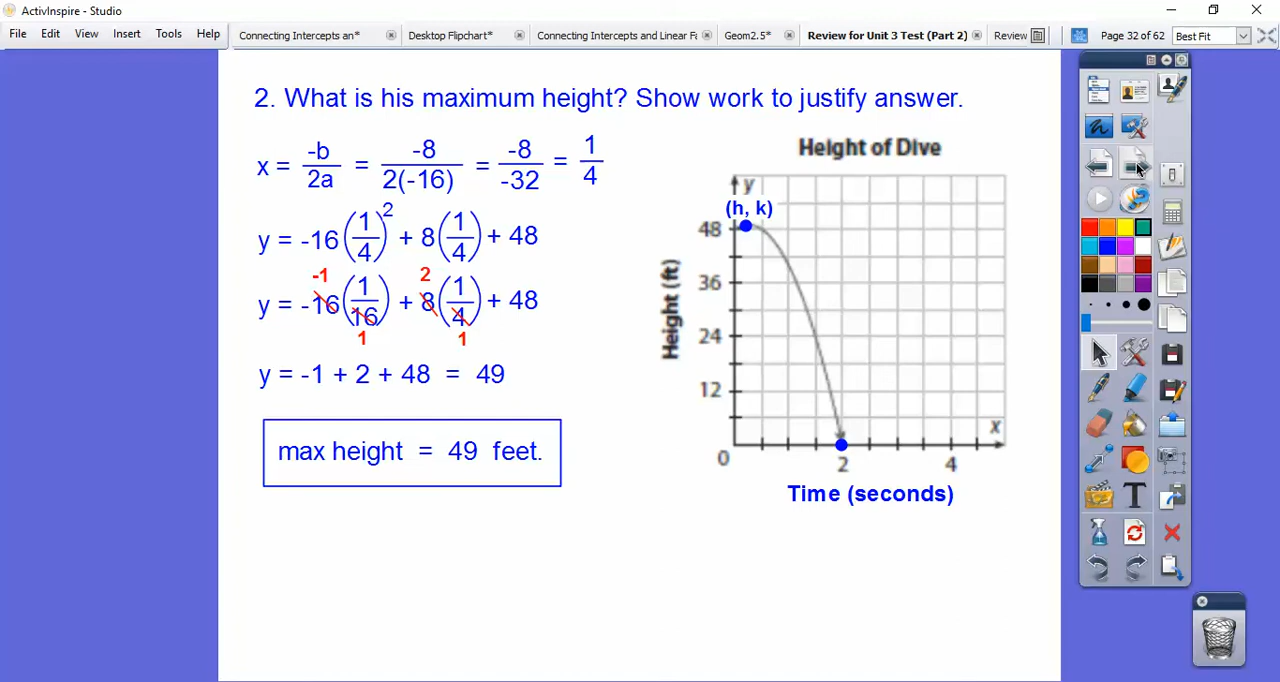 ActivInspire - Studio
File Edit View Insert Tools Help
Connecting Intercepts an* Desktop Flipchart* Connecting Intercepts and Linear Fa Geom2.5* Review for Unit 3 Test (Part 2) Review Page 32 of 62 Best Fit
2. What is his maximum height? Show work to justify answer.
x = -b/2a = -8/2(-16) = -8/-32 = 1/4
y = -16(1/4)² + 8(1/4) + 48
-1 2
y = -16(1/16) + 8(1/4) + 48
1 1
y = -1 + 2 + 48 = 49
max height = 49 feet.
Height of Dive
y
(h, k)
48
36
24
12
Height (ft)
x
0 2 4
Time (seconds)